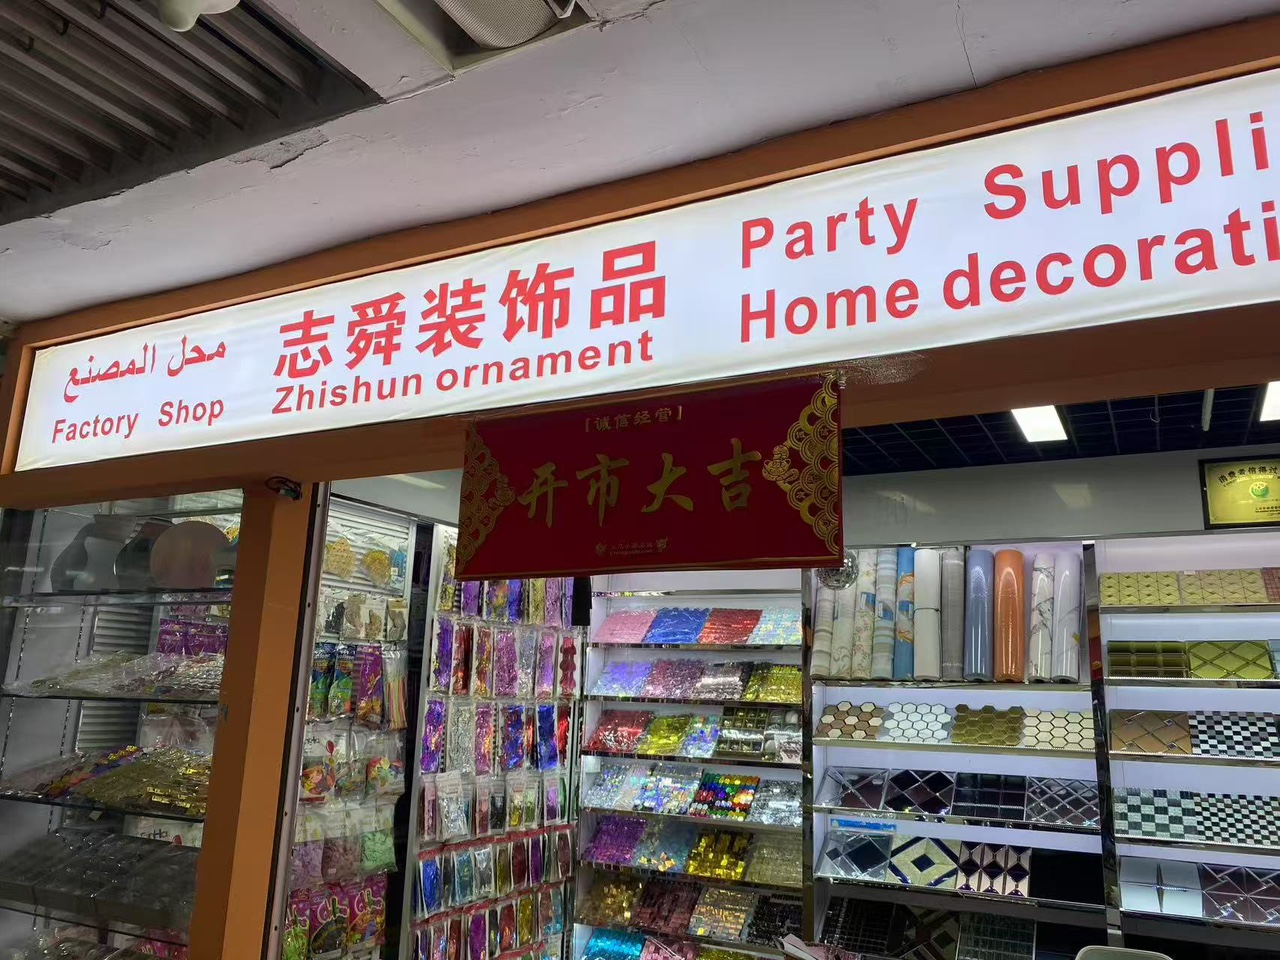 محل المصنع
Factory Shop
志舜装饰品
Zhishun ornament
Party Suppli
Home decorati
【诚信经营】
开市大吉